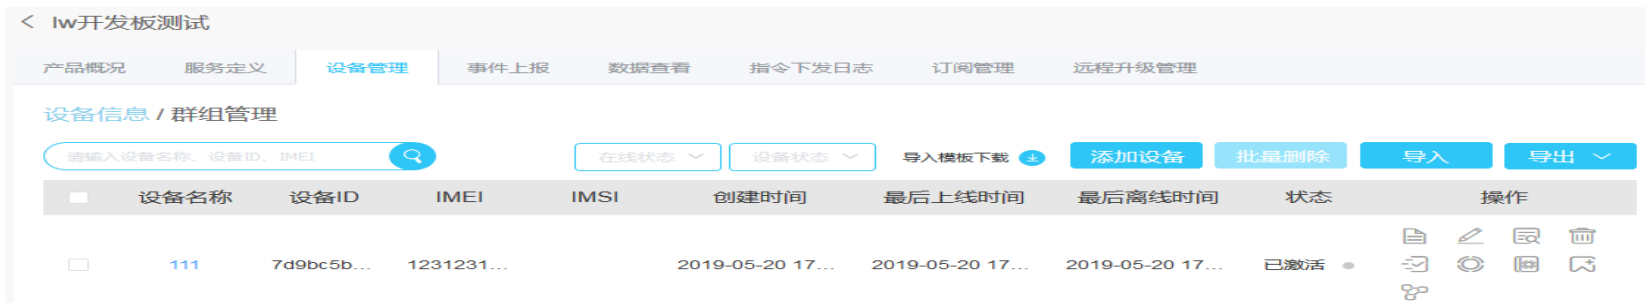 lw开发板测试
产品概况 服务定义 设备管理 事件上报 数据查看 指令下发日志 订阅管理 远程升级管理
设备信息 / 群组管理
请输入设备名称、设备ID、IMEI 在线状态 设备状态 导入模板下载 添加设备 批量删除 导入 导出
设备名称 设备ID IMEI IMSI 创建时间 最后上线时间 最后离线时间 状态 操作
111 7d9bc5b... 1231231... 2019-05-20 17... 2019-05-20 17... 2019-05-20 17... 已激活